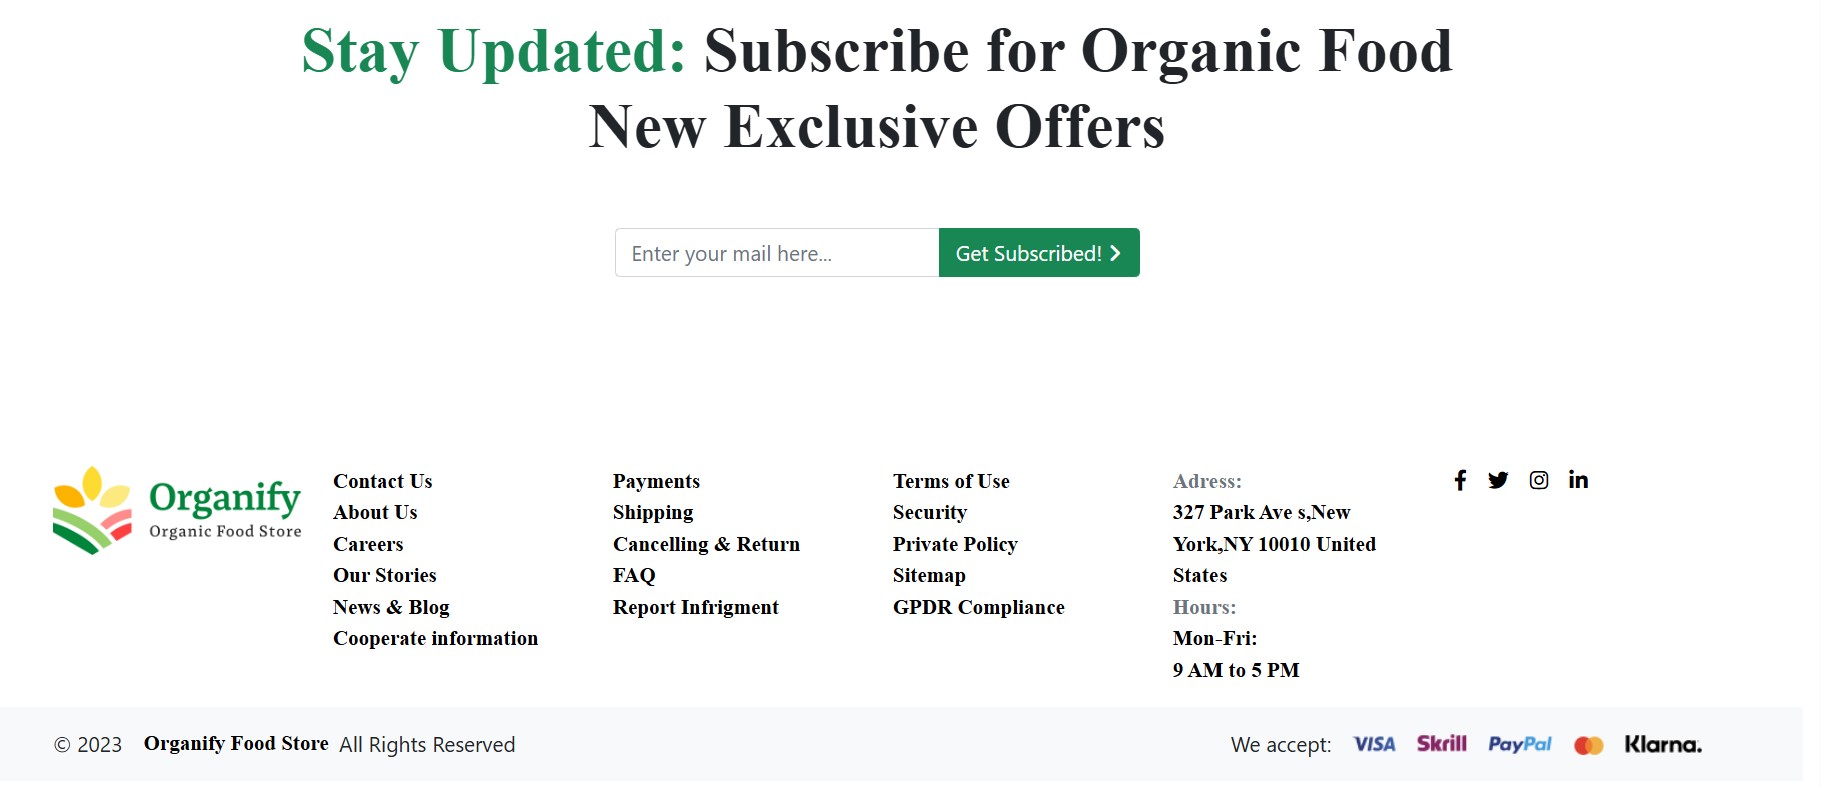 Stay Updated: Subscribe for Organic Food
New Exclusive Offers
Enter your mail here...
Get Subscribed!
Organify
Organic Food Store
Contact Us
About Us
Careers
Our Stories
News & Blog
Cooperate information
Payments
Shipping
Cancelling & Return
FAQ
Report Infrigment
Terms of Use
Security
Private Policy
Sitemap
GPDR Compliance
Adress:
327 Park Ave s,New
York,NY 10010 United
States
Hours:
Mon-Fri:
9 AM to 5 PM
© 2023 Organify Food Store All Rights Reserved
We accept: VISA Skrill PayPal Klarna.